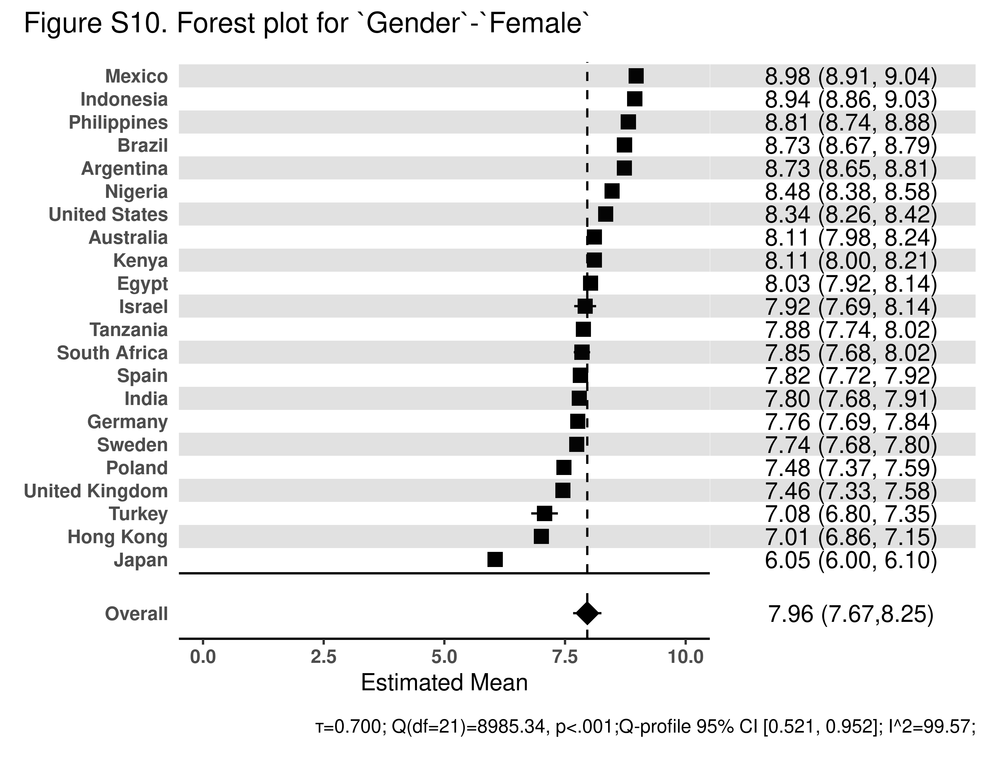 Figure S10. Forest plot for `Gender`-`Female`
Mexico 8.98 (8.91, 9.04)
Indonesia 8.94 (8.86, 9.03)
Philippines 8.81 (8.74, 8.88)
Brazil 8.73 (8.67, 8.79)
Argentina 8.73 (8.65, 8.81)
Nigeria 8.48 (8.38, 8.58)
United States 8.34 (8.26, 8.42)
Australia 8.11 (7.98, 8.24)
Kenya 8.11 (8.00, 8.21)
Egypt 8.03 (7.92, 8.14)
Israel 7.92 (7.69, 8.14)
Tanzania 7.88 (7.74, 8.02)
South Africa 7.85 (7.68, 8.02)
Spain 7.82 (7.72, 7.92)
India 7.80 (7.68, 7.91)
Germany 7.76 (7.69, 7.84)
Sweden 7.74 (7.68, 7.80)
Poland 7.48 (7.37, 7.59)
United Kingdom 7.46 (7.33, 7.58)
Turkey 7.08 (6.80, 7.35)
Hong Kong 7.01 (6.86, 7.15)
Japan 6.05 (6.00, 6.10)
Overall 7.96 (7.67,8.25)
0.0 2.5 5.0 7.5 10.0
Estimated Mean
τ=0.700; Q(df=21)=8985.34, p<.001;Q-profile 95% CI [0.521, 0.952]; I^2=99.57;